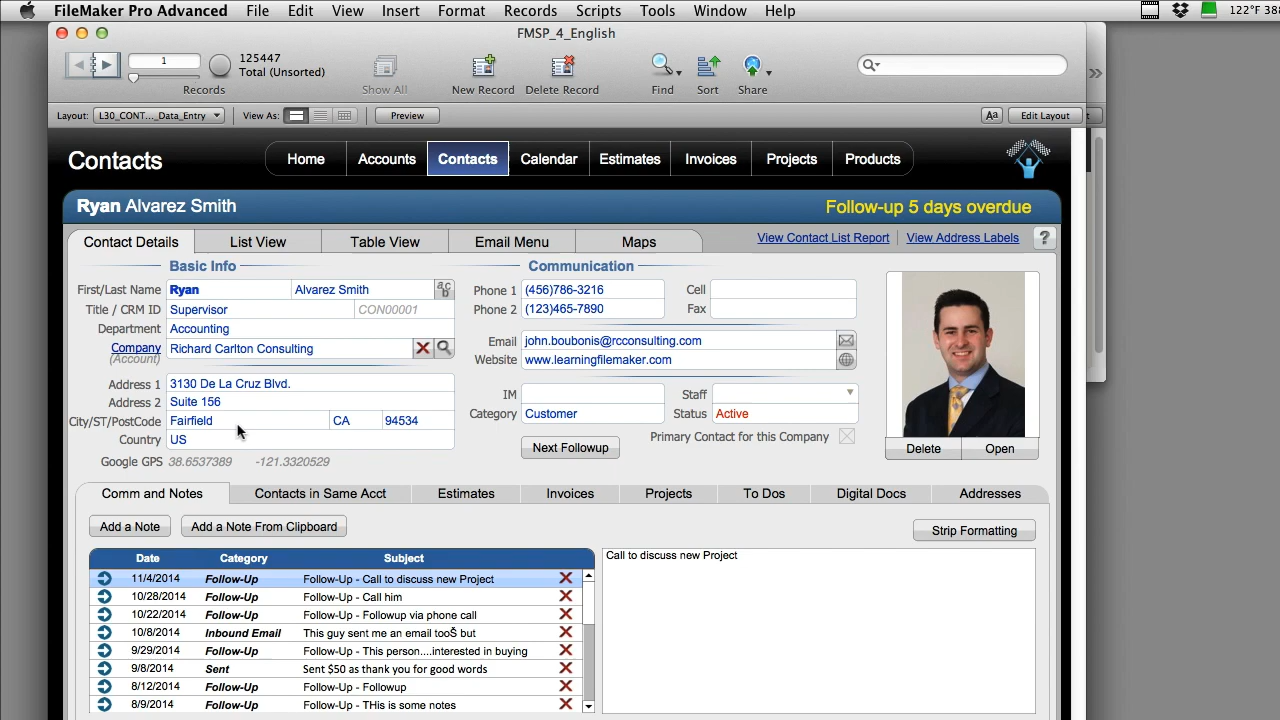 FileMaker Pro Advanced File Edit View Insert Format Records Scripts Tools Window Help 122°F
FMSP_4_English
1
125447
Total (Unsorted)
Records
Show All
New Record
Delete Record
Find
Sort
Share
Layout: L30_CONT..._Data_Entry View As: Preview Aa Edit Layout
Contacts
Home Accounts Contacts Calendar Estimates Invoices Projects Products
Ryan Alvarez Smith Follow-up 5 days overdue
Contact Details List View Table View Email Menu Maps View Contact List Report View Address Labels ?
Basic Info
First/Last Name Ryan Alvarez Smith
Title / CRM ID Supervisor CON00001
Department Accounting
Company Richard Carlton Consulting
(Account)
Address 1 3130 De La Cruz Blvd.
Address 2 Suite 156
City/ST/PostCode Fairfield CA 94534
Country US
Google GPS 38.6537389 -121.3320529
Communication
Phone 1 (456)786-3216 Cell
Phone 2 (123)465-7890 Fax
Email john.boubonis@rcconsulting.com
Website www.learningfilemaker.com
IM Staff
Category Customer Status Active
Next Followup Primary Contact for this Company
Delete Open
Comm and Notes Contacts in Same Acct Estimates Invoices Projects To Dos Digital Docs Addresses
Add a Note Add a Note From Clipboard Strip Formatting
Date Category Subject
11/4/2014 Follow-Up Follow-Up - Call to discuss new Project
10/28/2014 Follow-Up Follow-Up - Call him
10/22/2014 Follow-Up Follow-Up - Followup via phone call
10/8/2014 Inbound Email This guy sent me an email tooŠ but
9/29/2014 Follow-Up Follow-Up - This person....interested in buying
9/8/2014 Sent Sent $50 as thank you for good words
8/12/2014 Follow-Up Follow-Up - Followup
8/9/2014 Follow-Up Follow-Up - THis is some notes
Call to discuss new Project